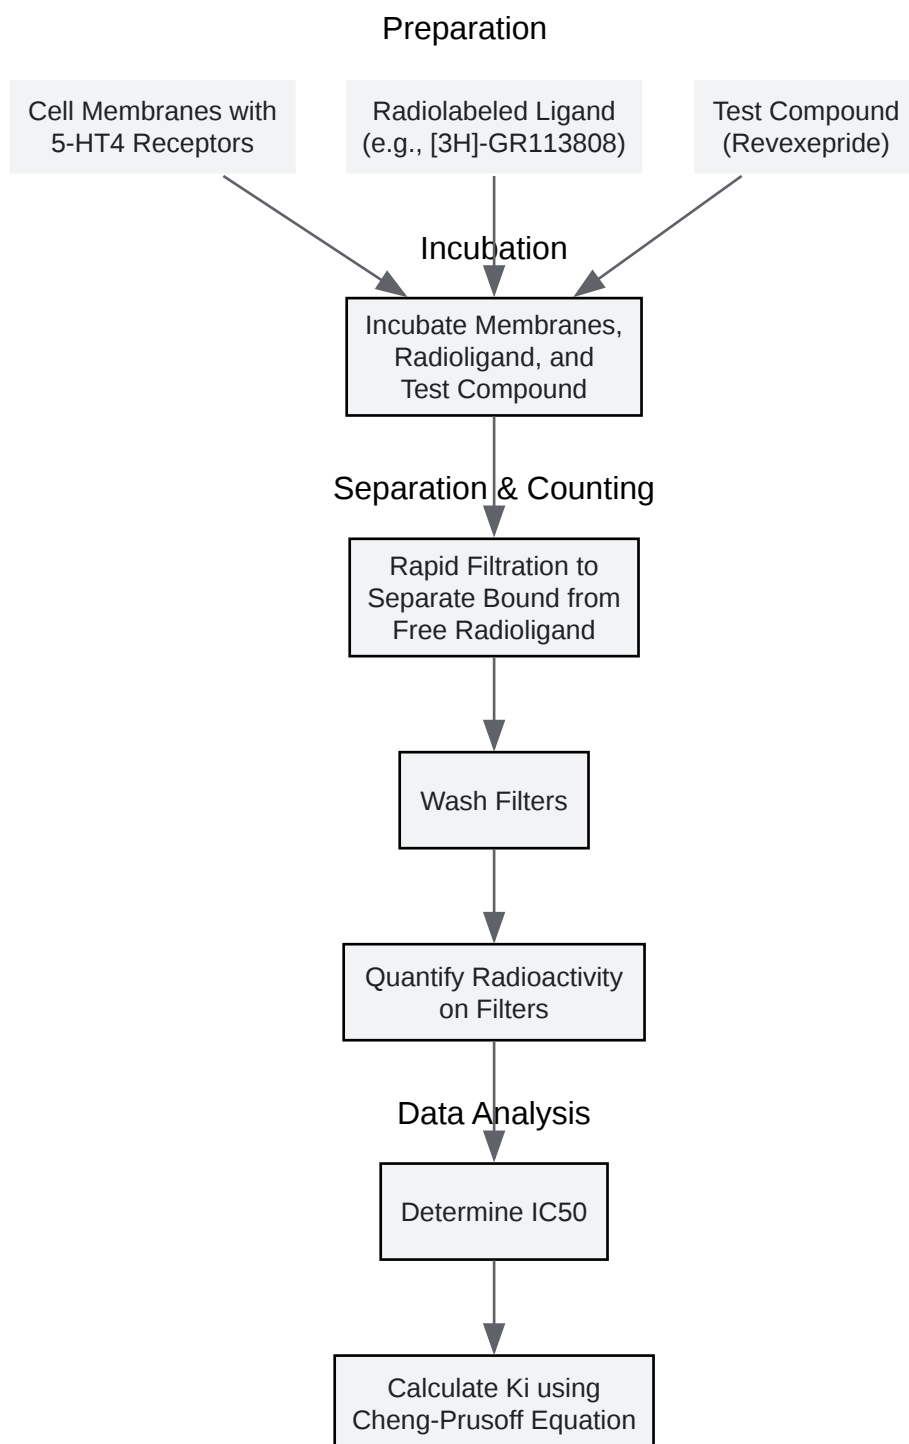 Preparation
Cell Membranes with
5-HT4 Receptors
Radiolabeled Ligand
(e.g., [3H]-GR113808)
Test Compound
(Revexepride)
Incubation
Incubate Membranes,
Radioligand, and
Test Compound
Separation & Counting
Rapid Filtration to
Separate Bound from
Free Radioligand
Wash Filters
Quantify Radioactivity
on Filters
Data Analysis
Determine IC50
Calculate Ki using
Cheng-Prusoff Equation